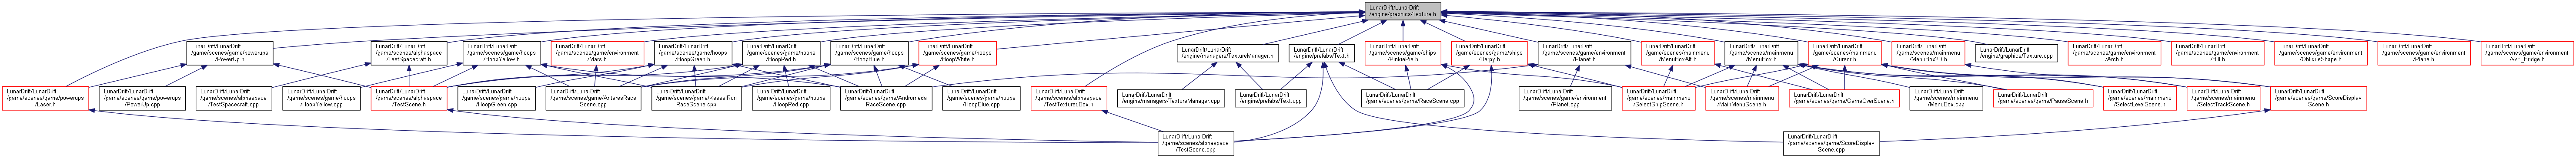 LunarDrift/LunarDrift
/engine/graphics/Texture.h
LunarDrift/LunarDrift
/game/scenes/game/powerups
/PowerUp.h
LunarDrift/LunarDrift
/game/scenes/alphaspace
/TestSpacecraft.h
LunarDrift/LunarDrift
/game/scenes/game/hoops
/HoopYellow.h
LunarDrift/LunarDrift
/game/scenes/game/environment
/Mars.h
LunarDrift/LunarDrift
/game/scenes/game/hoops
/HoopGreen.h
LunarDrift/LunarDrift
/game/scenes/game/hoops
/HoopRed.h
LunarDrift/LunarDrift
/game/scenes/game/hoops
/HoopBlue.h
LunarDrift/LunarDrift
/game/scenes/game/hoops
/HoopWhite.h
LunarDrift/LunarDrift
/engine/managers/TextureManager.h
LunarDrift/LunarDrift
/engine/prefabs/Text.h
LunarDrift/LunarDrift
/game/scenes/game/ships
/PinkiePie.h
LunarDrift/LunarDrift
/game/scenes/game/ships
/Derpy.h
LunarDrift/LunarDrift
/game/scenes/game/environment
/Planet.h
LunarDrift/LunarDrift
/game/scenes/mainmenu
/MenuBoxAlt.h
LunarDrift/LunarDrift
/game/scenes/mainmenu
/MenuBox.h
LunarDrift/LunarDrift
/game/scenes/mainmenu
/Cursor.h
LunarDrift/LunarDrift
/game/scenes/mainmenu
/MenuBox2D.h
LunarDrift/LunarDrift
/engine/graphics/Texture.cpp
LunarDrift/LunarDrift
/game/scenes/game/environment
/Arch.h
LunarDrift/LunarDrift
/game/scenes/game/environment
/Hill.h
LunarDrift/LunarDrift
/game/scenes/game/environment
/ObliqueShape.h
LunarDrift/LunarDrift
/game/scenes/game/environment
/Plane.h
LunarDrift/LunarDrift
/game/scenes/game/environment
/WF_Bridge.h
LunarDrift/LunarDrift
/game/scenes/game/powerups
/Laser.h
LunarDrift/LunarDrift
/game/scenes/game/powerups
/PowerUp.cpp
LunarDrift/LunarDrift
/game/scenes/alphaspace
/TestSpacecraft.cpp
LunarDrift/LunarDrift
/game/scenes/game/hoops
/HoopYellow.cpp
LunarDrift/LunarDrift
/game/scenes/alphaspace
/TestScene.h
LunarDrift/LunarDrift
/game/scenes/game/hoops
/HoopGreen.cpp
LunarDrift/LunarDrift
/game/scenes/game/AntaresRace
Scene.cpp
LunarDrift/LunarDrift
/game/scenes/game/KasselRun
RaceScene.cpp
LunarDrift/LunarDrift
/game/scenes/game/hoops
/HoopRed.cpp
LunarDrift/LunarDrift
/game/scenes/game/Andromeda
RaceScene.cpp
LunarDrift/LunarDrift
/game/scenes/game/hoops
/HoopBlue.cpp
LunarDrift/LunarDrift
/game/scenes/alphaspace
/TestTexturedBox.h
LunarDrift/LunarDrift
/engine/managers/TextureManager.cpp
LunarDrift/LunarDrift
/engine/prefabs/Text.cpp
LunarDrift/LunarDrift
/game/scenes/game/RaceScene.cpp
LunarDrift/LunarDrift
/game/scenes/game/environment
/Planet.cpp
LunarDrift/LunarDrift
/game/scenes/mainmenu
/SelectShipScene.h
LunarDrift/LunarDrift
/game/scenes/mainmenu
/MainMenuScene.h
LunarDrift/LunarDrift
/game/scenes/game/GameOverScene.h
LunarDrift/LunarDrift
/game/scenes/mainmenu
/MenuBox.cpp
LunarDrift/LunarDrift
/game/scenes/game/PauseScene.h
LunarDrift/LunarDrift
/game/scenes/mainmenu
/SelectLevelScene.h
LunarDrift/LunarDrift
/game/scenes/mainmenu
/SelectTrackScene.h
LunarDrift/LunarDrift
/game/scenes/game/ScoreDisplay
Scene.h
LunarDrift/LunarDrift
/game/scenes/alphaspace
/TestScene.cpp
LunarDrift/LunarDrift
/game/scenes/game/ScoreDisplay
Scene.cpp